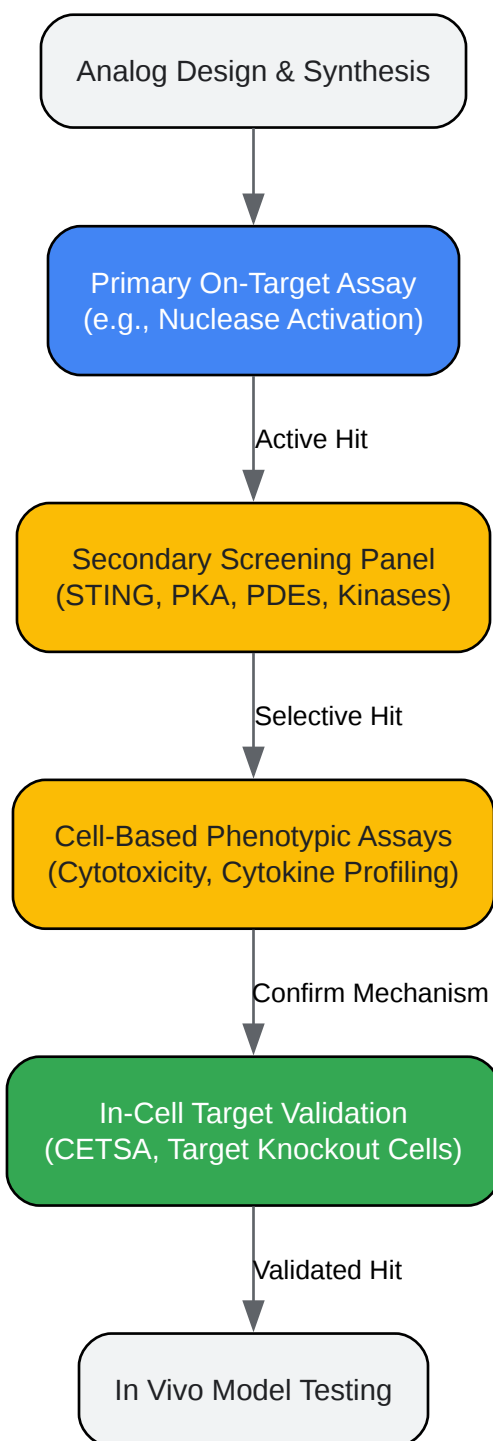 Analog Design & Synthesis
Primary On-Target Assay
(e.g., Nuclease Activation)
Active Hit
Secondary Screening Panel
(STING, PKA, PDEs, Kinases)
Selective Hit
Cell-Based Phenotypic Assays
(Cytotoxicity, Cytokine Profiling)
Confirm Mechanism
In-Cell Target Validation
(CETSA, Target Knockout Cells)
Validated Hit
In Vivo Model Testing